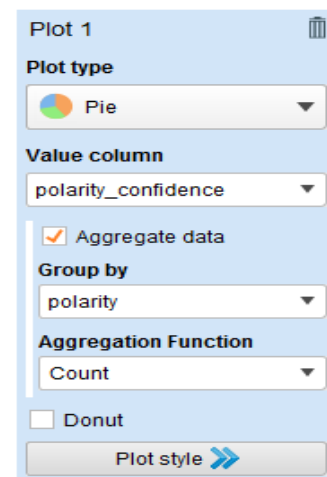 Plot 1
Plot type
Pie
Value column
polarity_confidence
Aggregate data
Group by
polarity
Aggregation Function
Count
Donut
Plot style